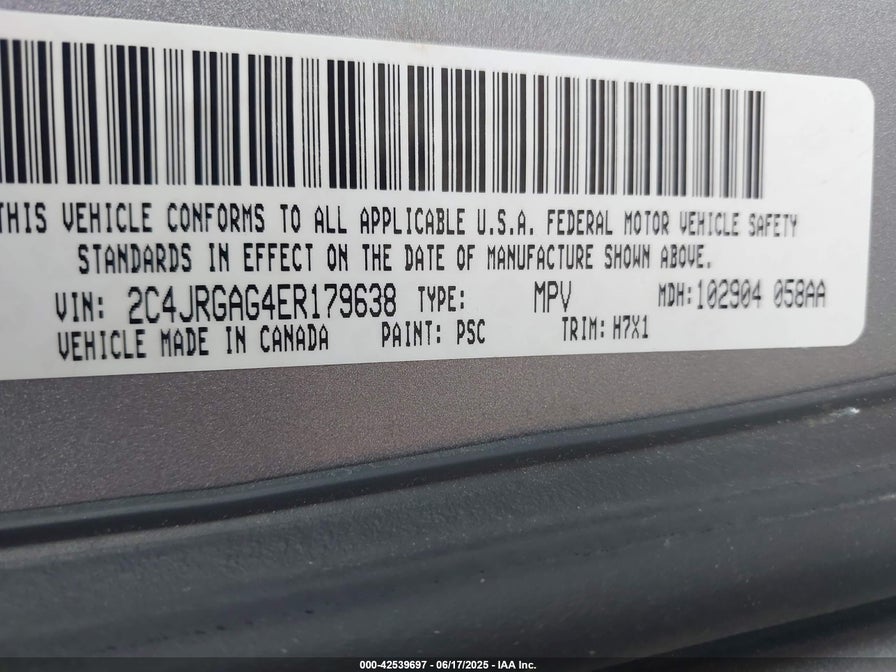 THIS VEHICLE CONFORMS TO ALL APPLICABLE U.S.A. FEDERAL MOTOR VEHICLE SAFETY
STANDARDS IN EFFECT ON THE DATE OF MANUFACTURE SHOWN ABOVE.
VIN: 2C4JRGAG4ER179638 TYPE: MPV MDH:102904 058AA
VEHICLE MADE IN CANADA PAINT: PSC TRIM: H7X1
000-42539697 - 06/17/2025 - IAA Inc.